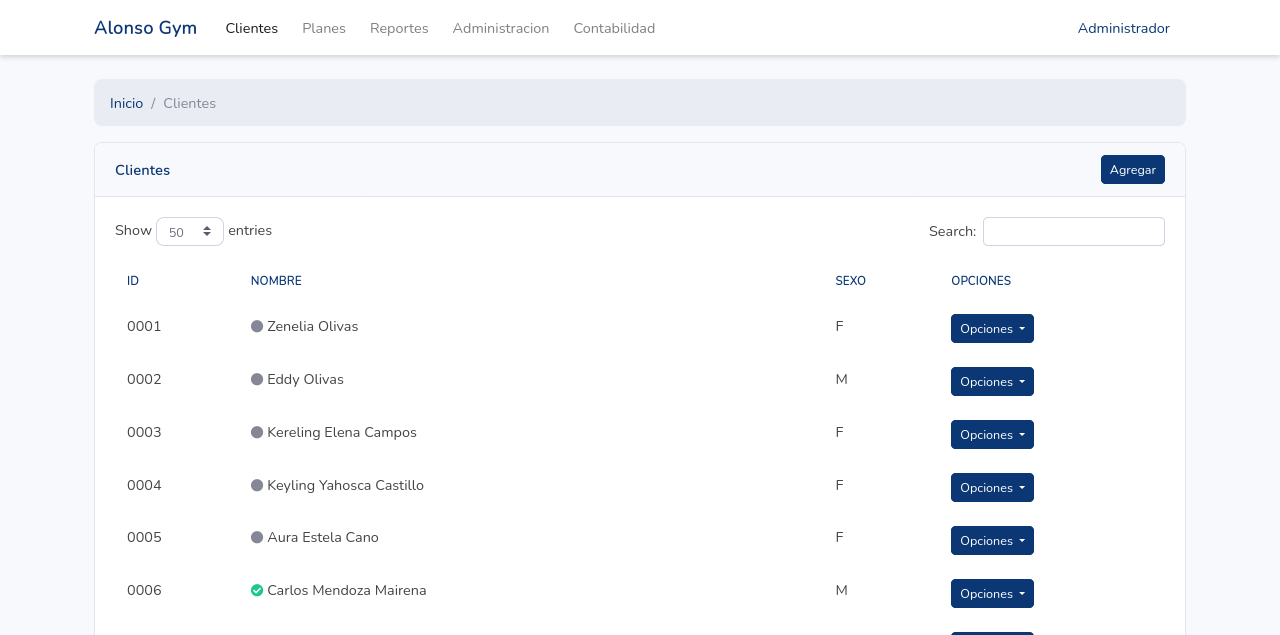 Alonso Gym Clientes Planes Reportes Administracion Contabilidad Administrador
Inicio / Clientes
Clientes Agregar
Show 50 entries Search:
ID NOMBRE SEXO OPCIONES
0001 Zenelia Olivas F Opciones
0002 Eddy Olivas M Opciones
0003 Kereling Elena Campos F Opciones
0004 Keyling Yahosca Castillo F Opciones
0005 Aura Estela Cano F Opciones
0006 Carlos Mendoza Mairena M Opciones